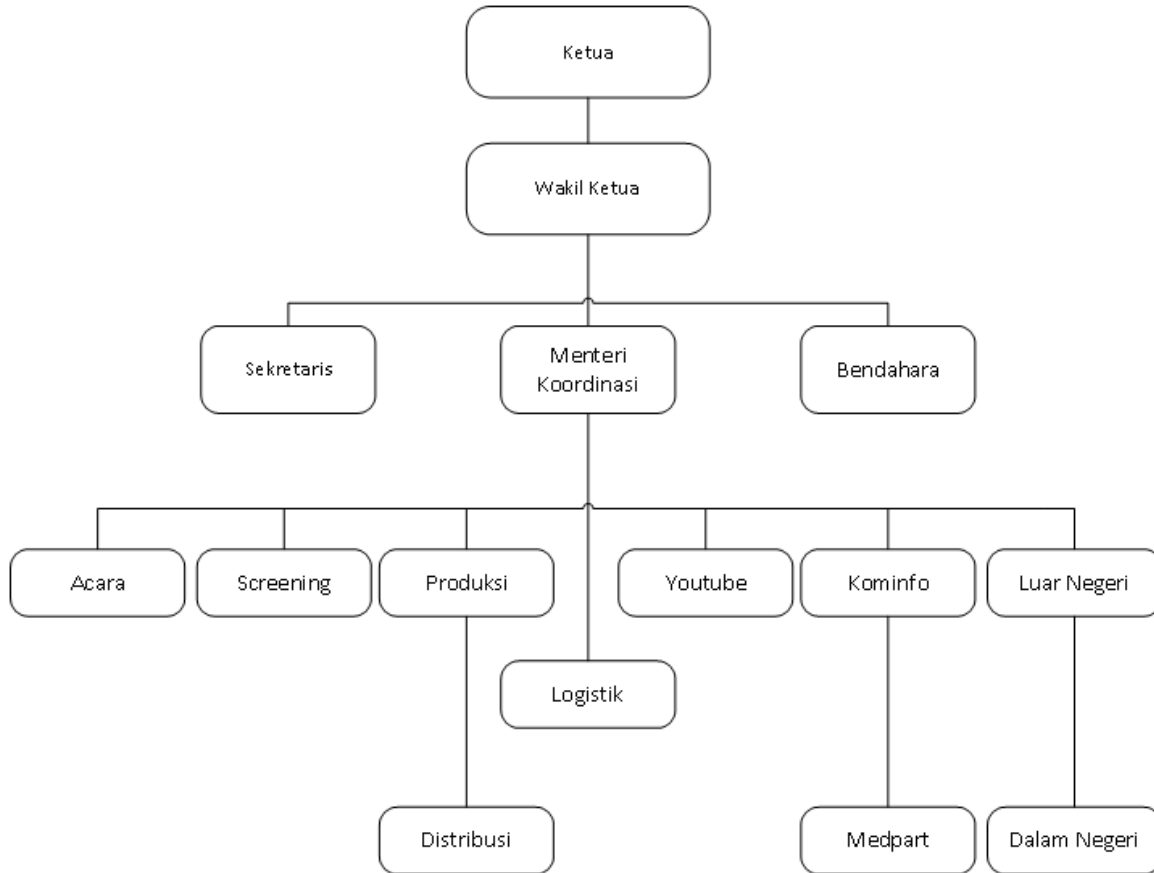 Ketua
Wakil Ketua
Sekretaris
Menteri
Koordinasi
Bendahara
Acara
Screening
Produksi
Youtube
Kominfo
Luar Negeri
Logistik
Distribusi
Medpart
Dalam Negeri